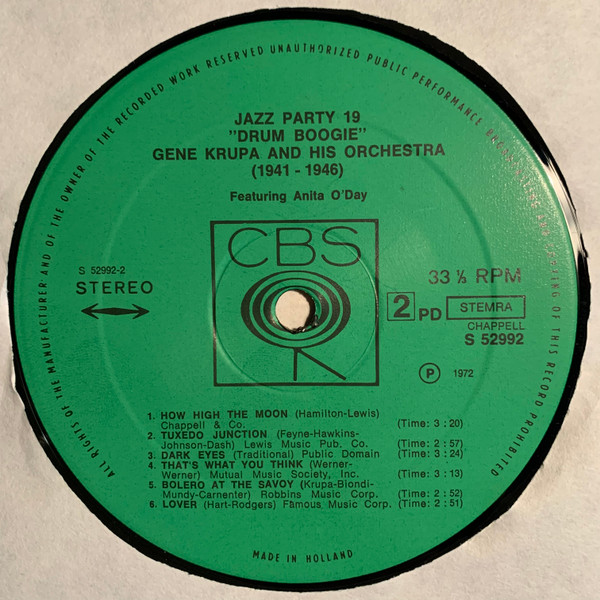 ALL RIGHTS OF THE MANUFACTURER AND OF THE OWNER OF THE RECORDED WORK RESERVED UNAUTHORIZED PUBLIC PERFORMANCE BROADCASTING AND COPYING OF THIS RECORD PROHIBITED
JAZZ PARTY 19
"DRUM BOOGIE"
GENE KRUPA AND HIS ORCHESTRA
(1941 - 1946)
Featuring Anita O'Day
CBS
S 52992-2
STEREO
33 ⅓ RPM
2 PD STEMRA
CHAPPELL
S 52992
℗ 1972
1. HOW HIGH THE MOON (Hamilton-Lewis)
Chappell & Co. (Time: 3 : 20)
2. TUXEDO JUNCTION (Feyne-Hawkins-
Johnson-Dash) Lewis Music Pub. Co. (Time: 2 : 57)
3. DARK EYES (Traditional) Public Domain (Time: 3 : 24)
4. THAT'S WHAT YOU THINK (Werner-
Werner) Mutual Music Society, Inc. (Time: 3 : 13)
5. BOLERO AT THE SAVOY (Krupa-Biondi-
Mundy-Carnenter) Robbins Music Corp. (Time: 2 : 52)
6. LOVER (Hart-Rodgers) Famous Music Corp. (Time: 2 : 51)
MADE IN HOLLAND